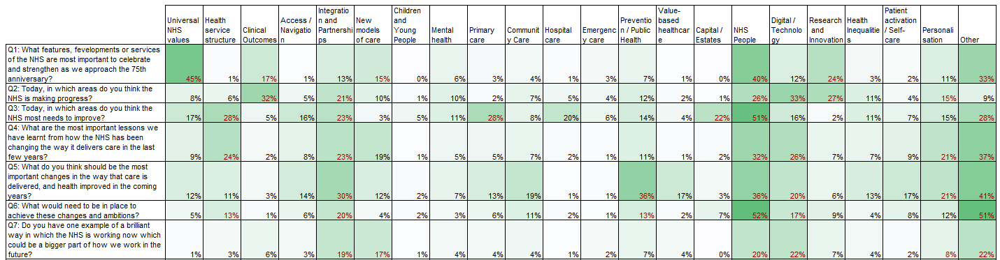 Universal NHS values Health service structure Clinical Outcomes Access / Navigatio n Integratio n and Partnershi ps New models of care Children and Young People Mental health Primary care Communit y Care Hospital care Emergenc y care Preventio n / Public Health Value-based healthcar e Capital / Estates NHS People Digital / Technolo gy Research and Innovation Health Inequalitie s Patient activation / Self-care Personali sation Other
Q1: What features, fevelopments or services
of the NHS are most important to celebrate
and strengthen as we approach the 75th
anniversary? 45% 1% 17% 1% 13% 15% 0% 6% 3% 4% 1% 3% 7% 1% 0% 40% 12% 24% 3% 2% 11% 33%
Q2: Today, in which areas do you think the
NHS is making progress? 8% 6% 32% 5% 21% 10% 1% 10% 2% 7% 5% 4% 12% 2% 1% 26% 33% 27% 11% 4% 15% 9%
Q3: Today, in which areas do you think the
NHS most needs to improve? 17% 28% 5% 16% 23% 3% 5% 11% 28% 8% 20% 6% 14% 4% 22% 51% 16% 2% 11% 7% 15% 28%
Q4: What are the most important lessons we
have learnt from how the NHS has been
changing the way it delivers care in the last
few years? 9% 24% 2% 8% 23% 19% 1% 5% 5% 7% 2% 1% 11% 1% 2% 32% 26% 7% 7% 9% 21% 37%
Q5: What do you think should be the most
important changes in the way that care is
delivered, and health improved in the coming
years? 12% 11% 3% 14% 30% 12% 2% 7% 13% 19% 1% 1% 36% 17% 3% 36% 20% 6% 13% 17% 21% 41%
Q6: What would need to be in place to
achieve these changes and ambitions? 5% 13% 1% 6% 20% 4% 2% 3% 6% 11% 2% 1% 13% 2% 7% 52% 17% 9% 4% 8% 12% 51%
Q7: Do you have one example of a brilliant
way in which the NHS is working now which
could be a bigger part of how we work in the
future? 1% 3% 6% 3% 19% 17% 1% 4% 4% 4% 1% 2% 7% 4% 0% 20% 22% 7% 4% 2% 8% 22%